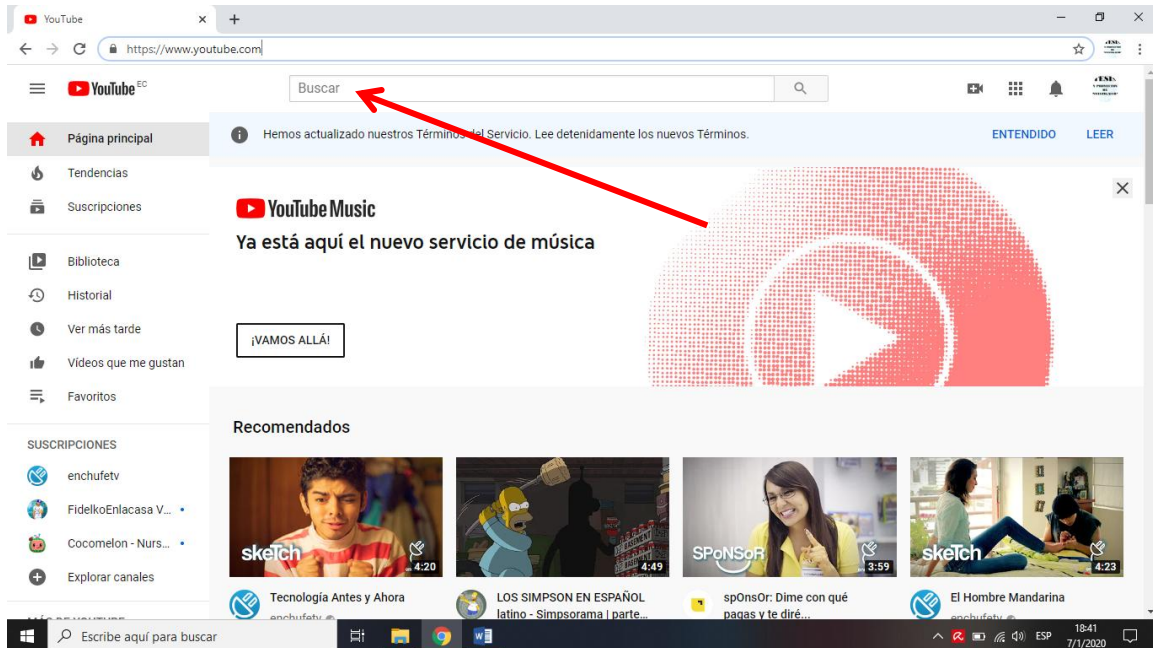 YouTube
https://www.youtube.com
YouTube EC
Buscar
Página principal
Tendencias
Suscripciones
Biblioteca
Historial
Ver más tarde
Vídeos que me gustan
Favoritos
SUSCRIPCIONES
enchufetv
FidelkoEnlacasa V...
Cocomelon - Nurs...
Explorar canales
MÁS DE YOUTUBE
Hemos actualizado nuestros Términos del Servicio. Lee detenidamente los nuevos Términos.
ENTENDIDO
LEER
YouTube Music
Ya está aquí el nuevo servicio de música
¡VAMOS ALLÁ!
Recomendados
skeTch
4:20
Tecnología Antes y Ahora
enchufetv
4:49
LOS SIMPSON EN ESPAÑOL
latino - Simpsorama | parte...
SPoNSoR
3:59
spOnsOr: Dime con qué
pagas y te diré...
skeTch
4:23
El Hombre Mandarina
enchufetv
Escribe aquí para buscar
ESP
18:41
7/1/2020